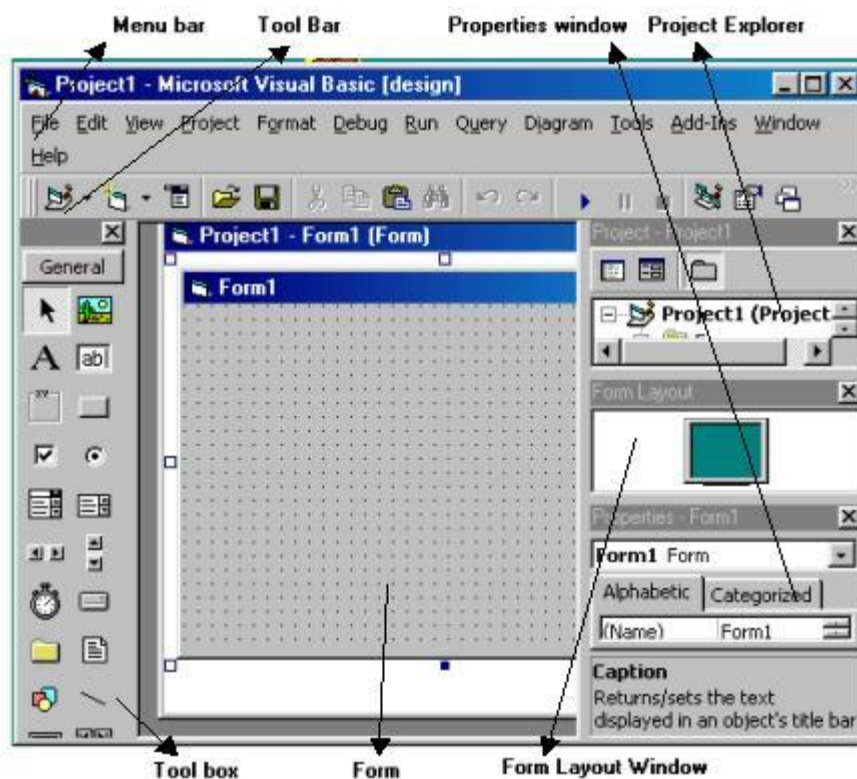 Menu bar Tool Bar Properties window Project Explorer
Project1 - Microsoft Visual Basic [design]
File Edit View Project Format Debug Run Query Diagram Tools Add-Ins Window
Help
General
A ab|
Project1 - Form1 (Form)
Form1
Project - Project1
Project1 (Project
Form Layout
Properties - Form1
Form1 Form
Alphabetic Categorized
(Name) Form1
Caption
Returns/sets the text
displayed in an object's title bar
Tool box Form Form Layout Window